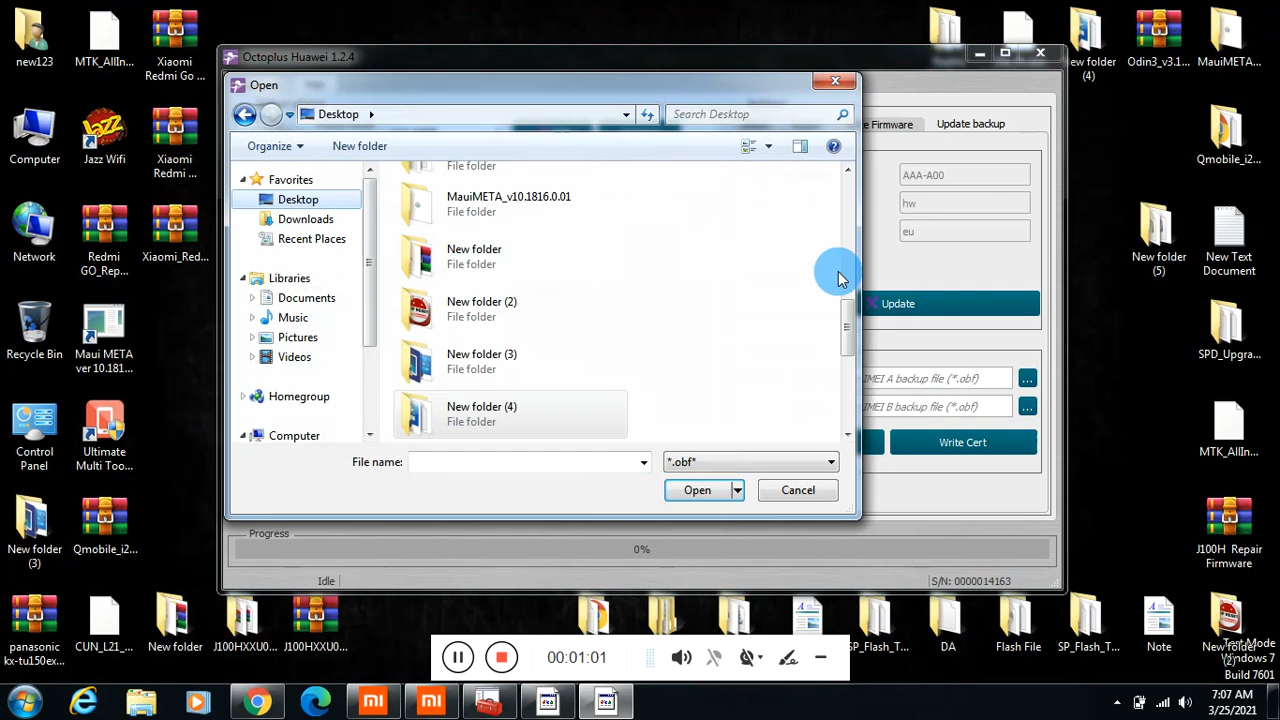 new123
MTK_AllIn...
Xiaomi
Redmi Go ...
Computer
Jazz Wifi
Xiaomi
Redmi ...
Network
Redmi
GO_Rep...
Xiaomi_Red...
Recycle Bin
Maui META
ver 10.181...
Control
Panel
Ultimate
Multi Too...
New folder
(3)
Qmobile_i2...
panasonic
kx-tu150ex...
CUN_L21_...
New folder
J100HXXU0...
J100HXXU0...
Octoplus Huawei 1.2.4
Open
Desktop
Search Desktop
Organize
New folder
Favorites
Desktop
Downloads
Recent Places
Libraries
Documents
Music
Pictures
Videos
Homegroup
Computer
File folder
MauiMETA_v10.1816.0.01
File folder
New folder
File folder
New folder (2)
File folder
New folder (3)
File folder
New folder (4)
File folder
File name:
*.obf*
Open
Cancel
e Firmware
Update backup
AAA-A00
hw
eu
Update
IMEI A backup file (*.obf)
...
IMEI B backup file (*.obf)
...
Write Cert
Progress
0%
Idle
S/N: 0000014163
ew folder
(4)
Odin3_v3.1...
MauiMETA...
Qmobile_i2...
New folder
(5)
New Text
Document
SPD_Upgra...
MTK_AllIn...
J100H Repair
Firmware
SP_Flash_T...
DA
Flash File
SP_Flash_T...
Note
New folder
(2)
Test Mode
Windows 7
Build 7601
00:01:01
7:07 AM
3/25/2021